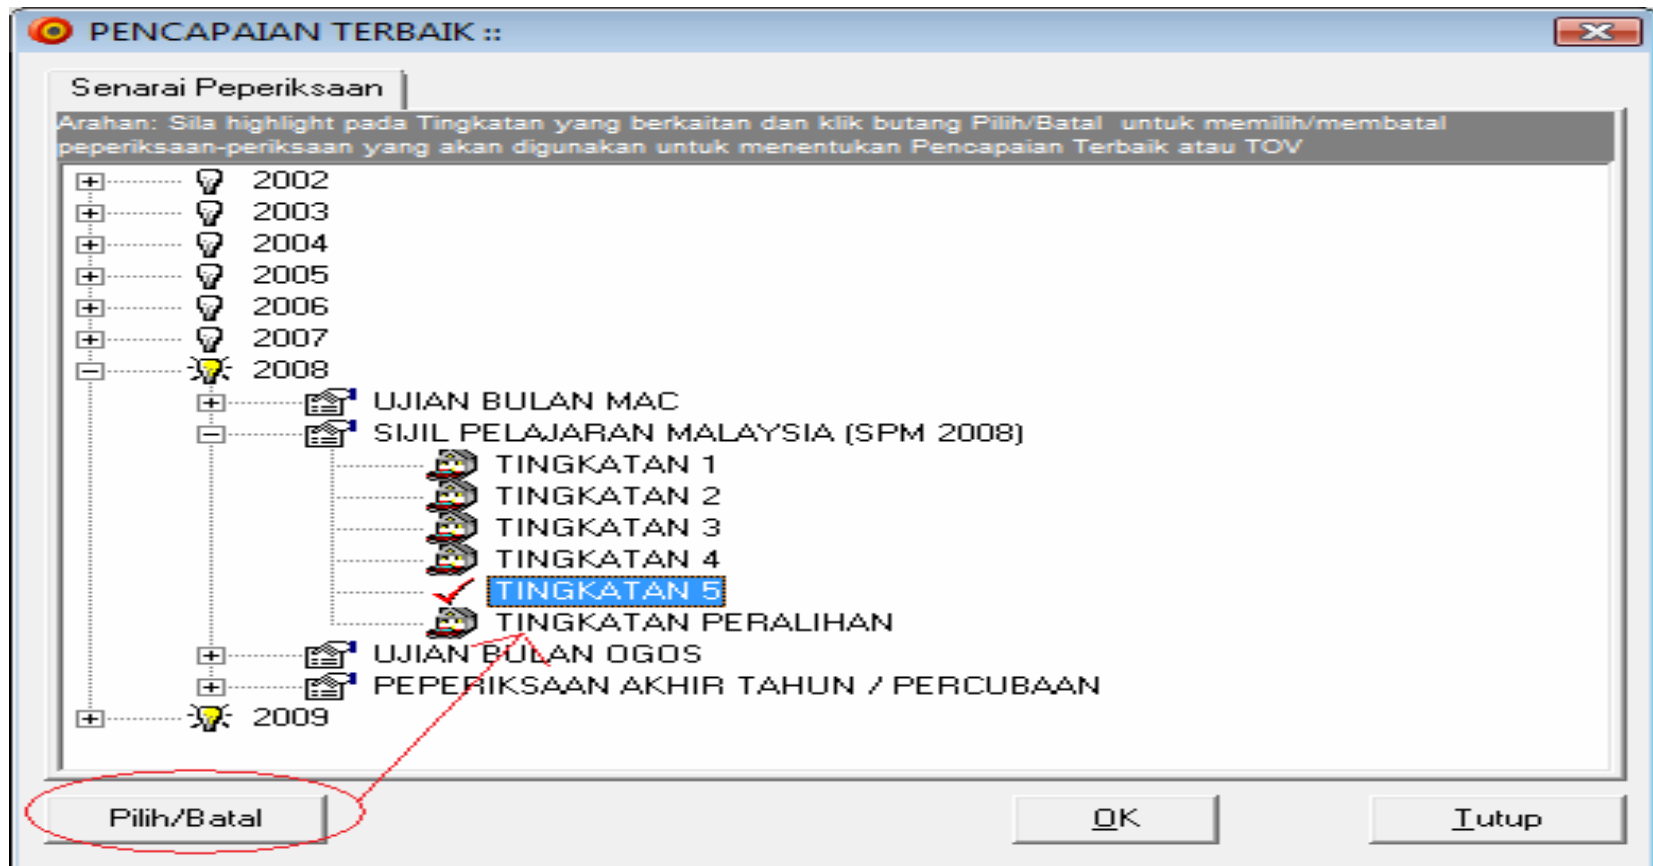 PENCAPAIAN TERBAIK ::
Senarai Peperiksaan
Arahan: Sila highlight pada Tingkatan yang berkaitan dan klik butang Pilih/Batal untuk memilih/membatal
peperiksaan-periksaan yang akan digunakan untuk menentukan Pencapaian Terbaik atau TOV
2002
2003
2004
2005
2006
2007
2008
UJIAN BULAN MAC
SIJIL PELAJARAN MALAYSIA (SPM 2008)
TINGKATAN 1
TINGKATAN 2
TINGKATAN 3
TINGKATAN 4
TINGKATAN 5
TINGKATAN PERALIHAN
UJIAN BULAN OGOS
PEPERIKSAAN AKHIR TAHUN / PERCUBAAN
2009
Pilih/Batal
OK
Tutup